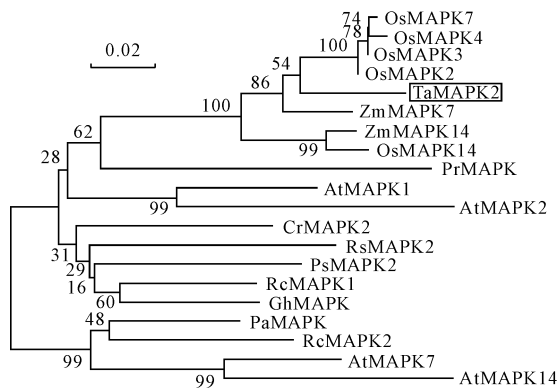 74 OsMAPK7
78 OsMAPK4
100 OsMAPK3
0.02
54 OsMAPK2
86 TaMAPK2
100 ZmMAPK7
62 ZmMAPK14
99 OsMAPK14
28 PrMAPK
AtMAPK1
99 AtMAPK2
CrMAPK2
31 RsMAPK2
29 PsMAPK2
16 RcMAPK1
60 GhMAPK
48 PaMAPK
RcMAPK2
99 AtMAPK7
99 AtMAPK14